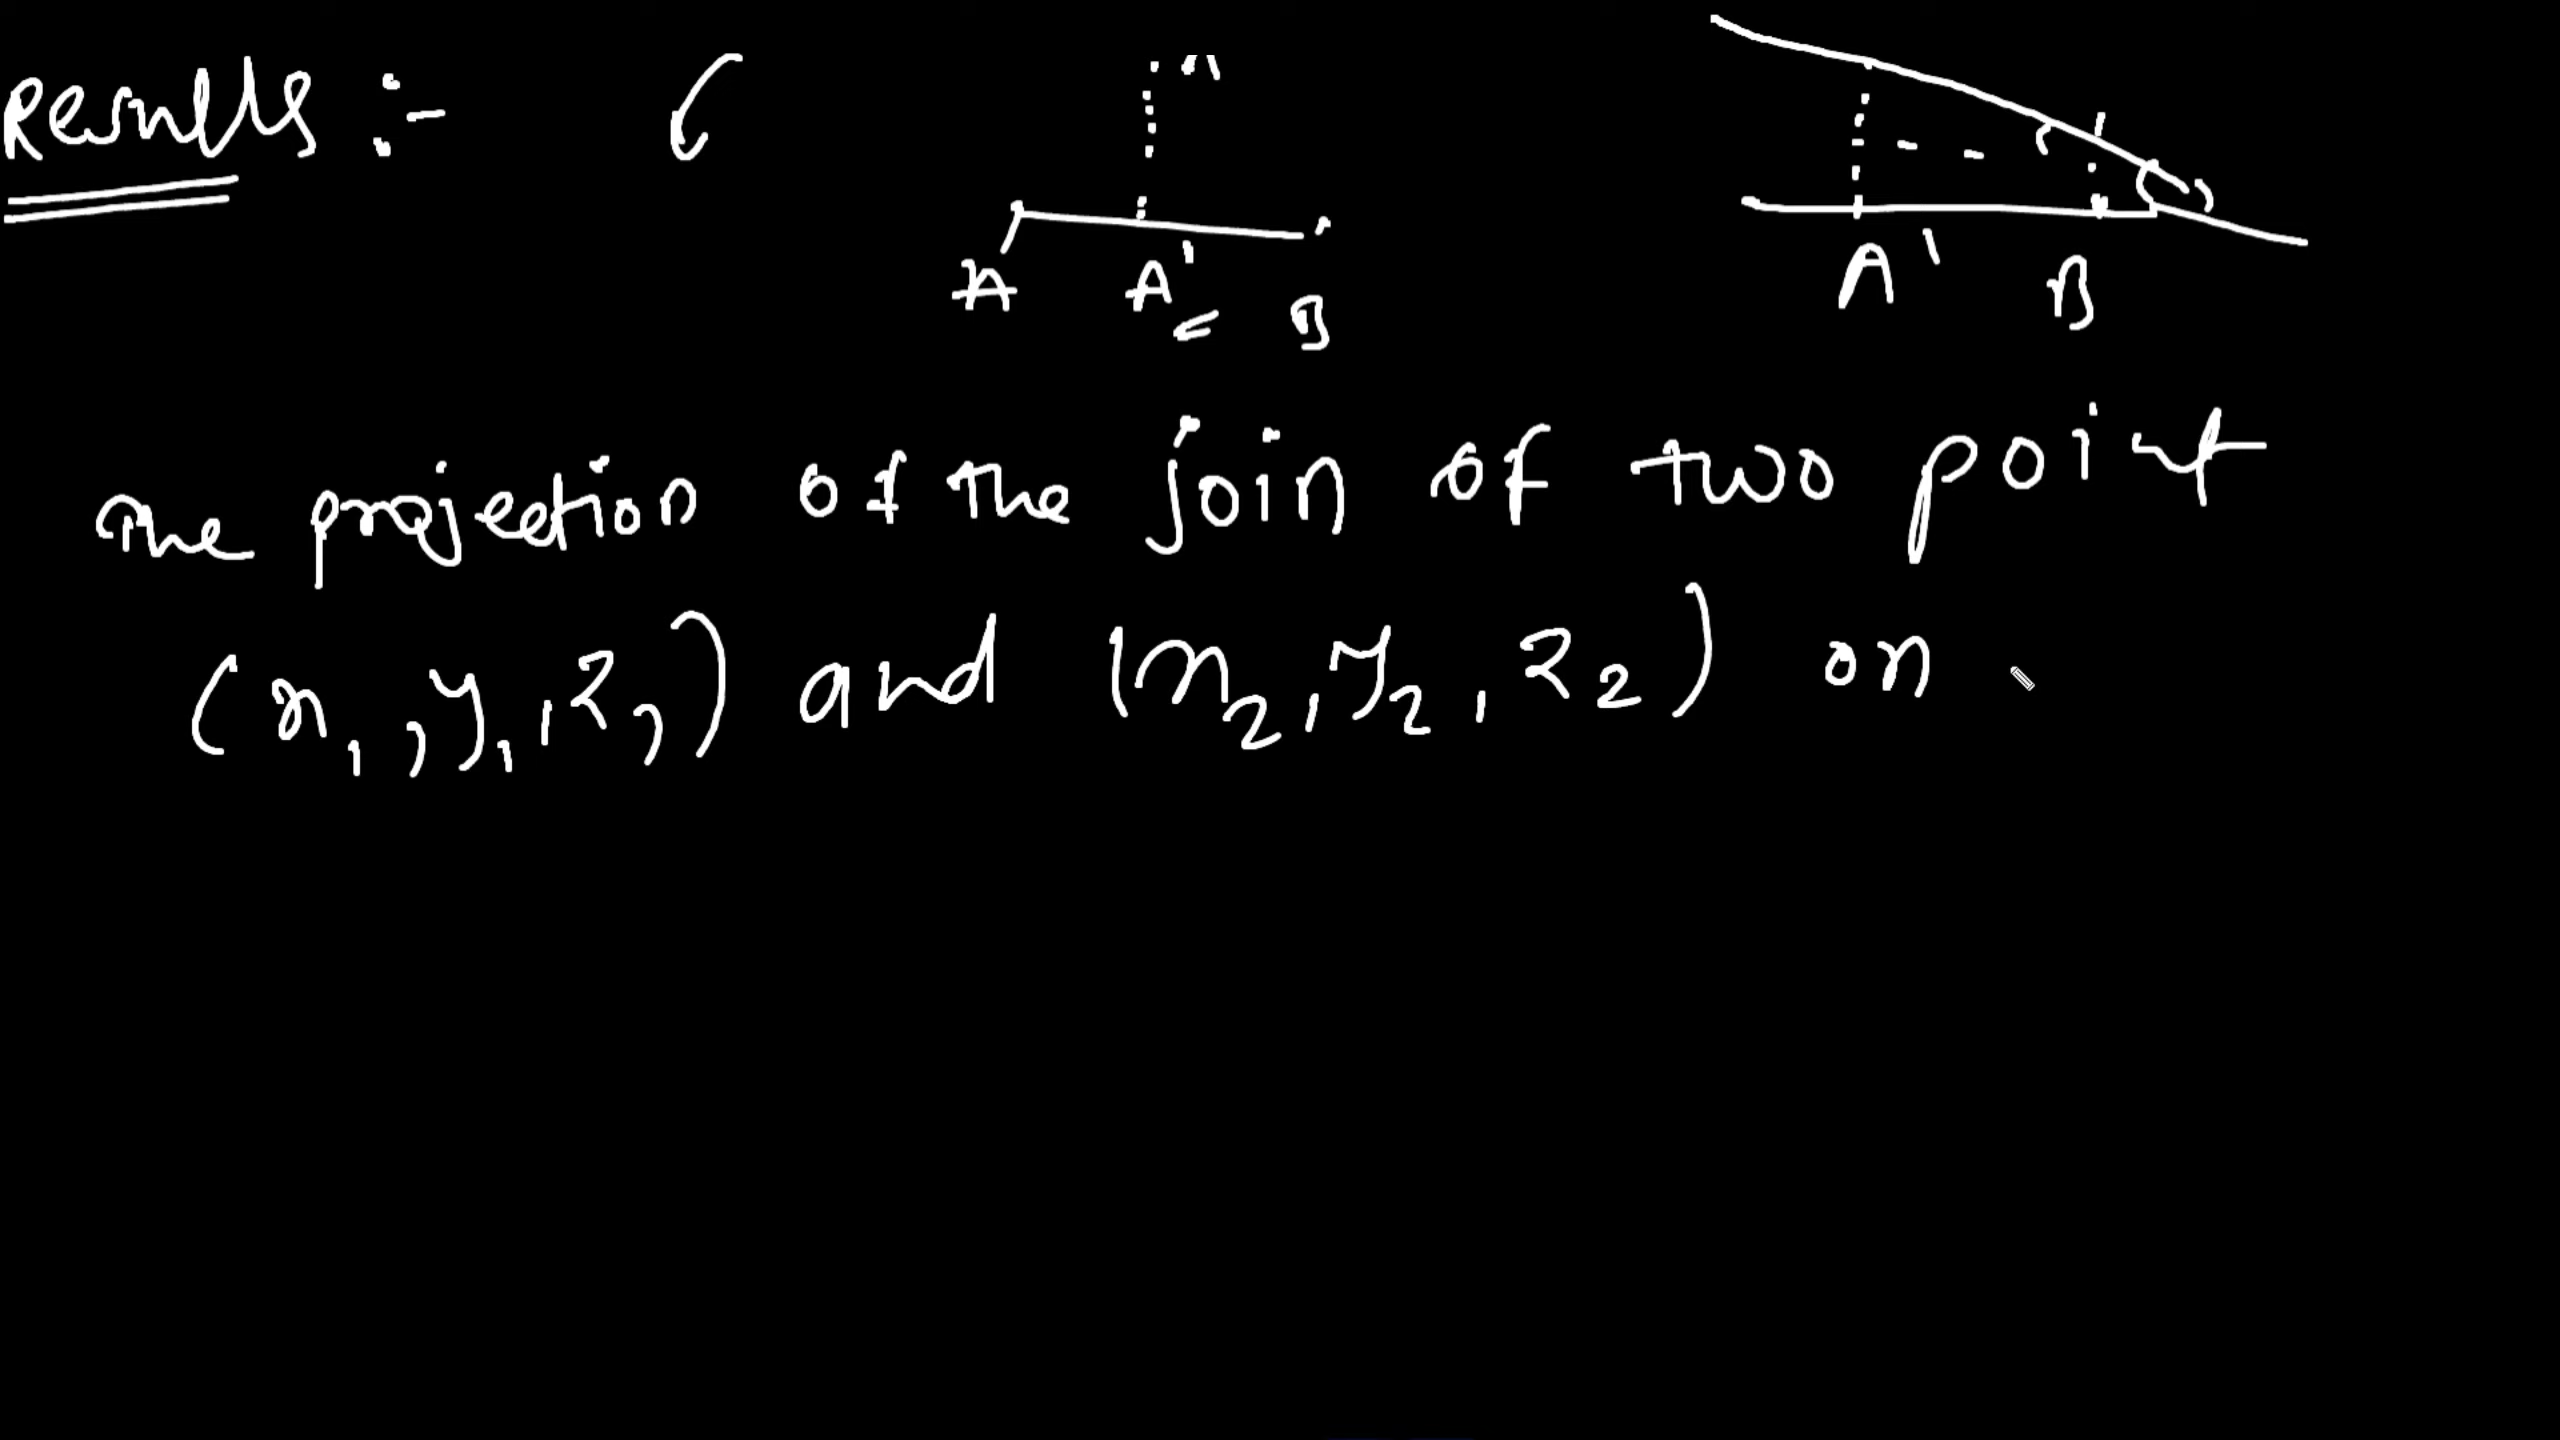 Results :-
A
A A' B
A' B
The projection of the join of two point
(x₁, y₁, z₁) and (x₂, y₂, z₂) on